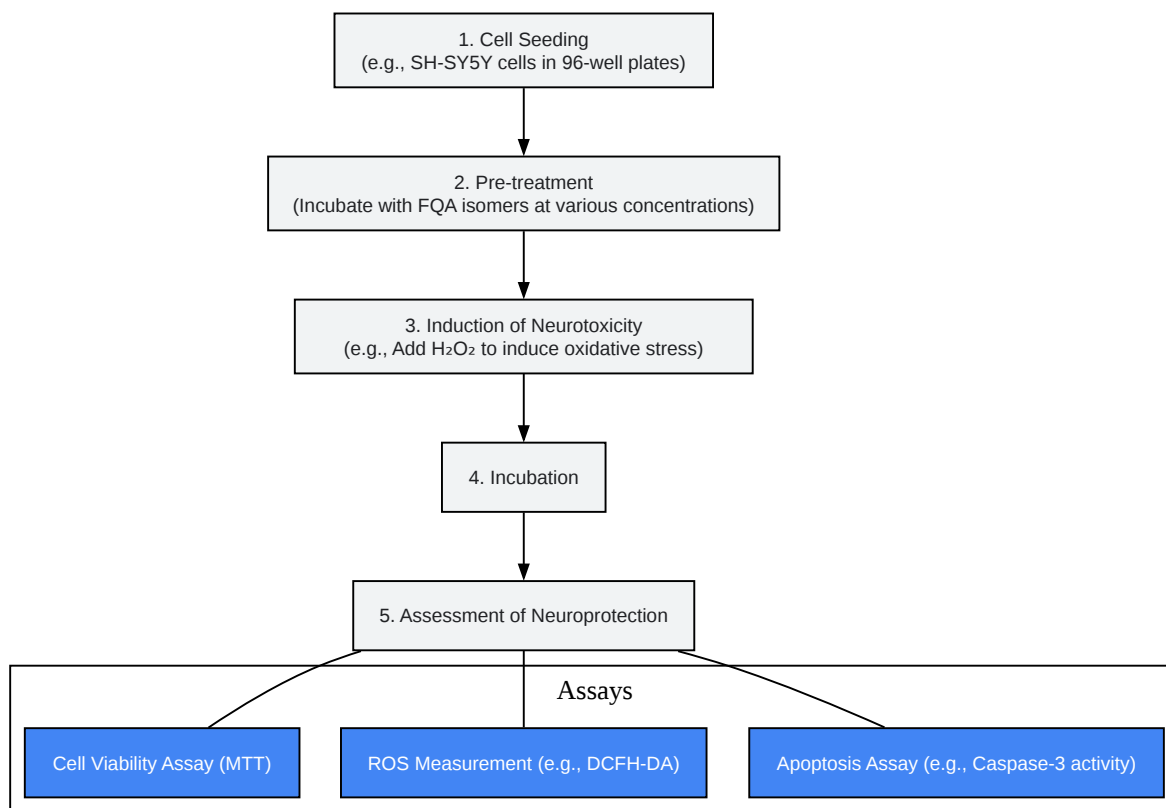 1. Cell Seeding
(e.g., SH-SY5Y cells in 96-well plates)
2. Pre-treatment
(Incubate with FQA isomers at various concentrations)
3. Induction of Neurotoxicity
(e.g., Add H₂O₂ to induce oxidative stress)
4. Incubation
5. Assessment of Neuroprotection
Assays
Cell Viability Assay (MTT)
ROS Measurement (e.g., DCFH-DA)
Apoptosis Assay (e.g., Caspase-3 activity)